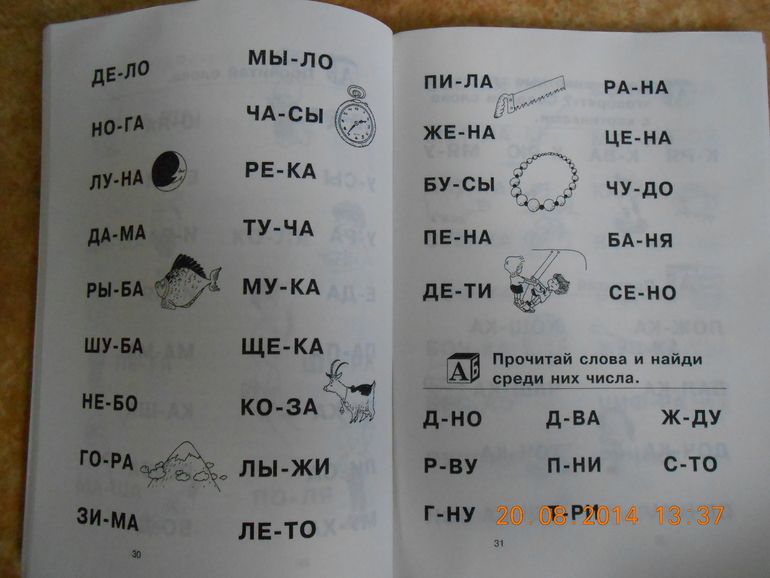 ДЕ-ЛО
НО-ГА
ЛУ-НА
ДА-МА
РЫ-БА
ШУ-БА
НЕ-БО
ГО-РА
ЗИ-МА
МЫ-ЛО
ЧА-СЫ
РЕ-КА
ТУ-ЧА
МУ-КА
ЩЕ-КА
КО-ЗА
ЛЫ-ЖИ
ЛЕ-ТО
30
ПИ-ЛА
ЖЕ-НА
БУ-СЫ
ПЕ-НА
ДЕ-ТИ
РА-НА
ЦЕ-НА
ЧУ-ДО
БА-НЯ
СЕ-НО
АБ
Прочитай слова и найди
среди них числа.
Д-НО Д-ВА Ж-ДУ
Р-ВУ П-НИ С-ТО
Г-НУ Т-РИ
20.08.2014 13:37
31